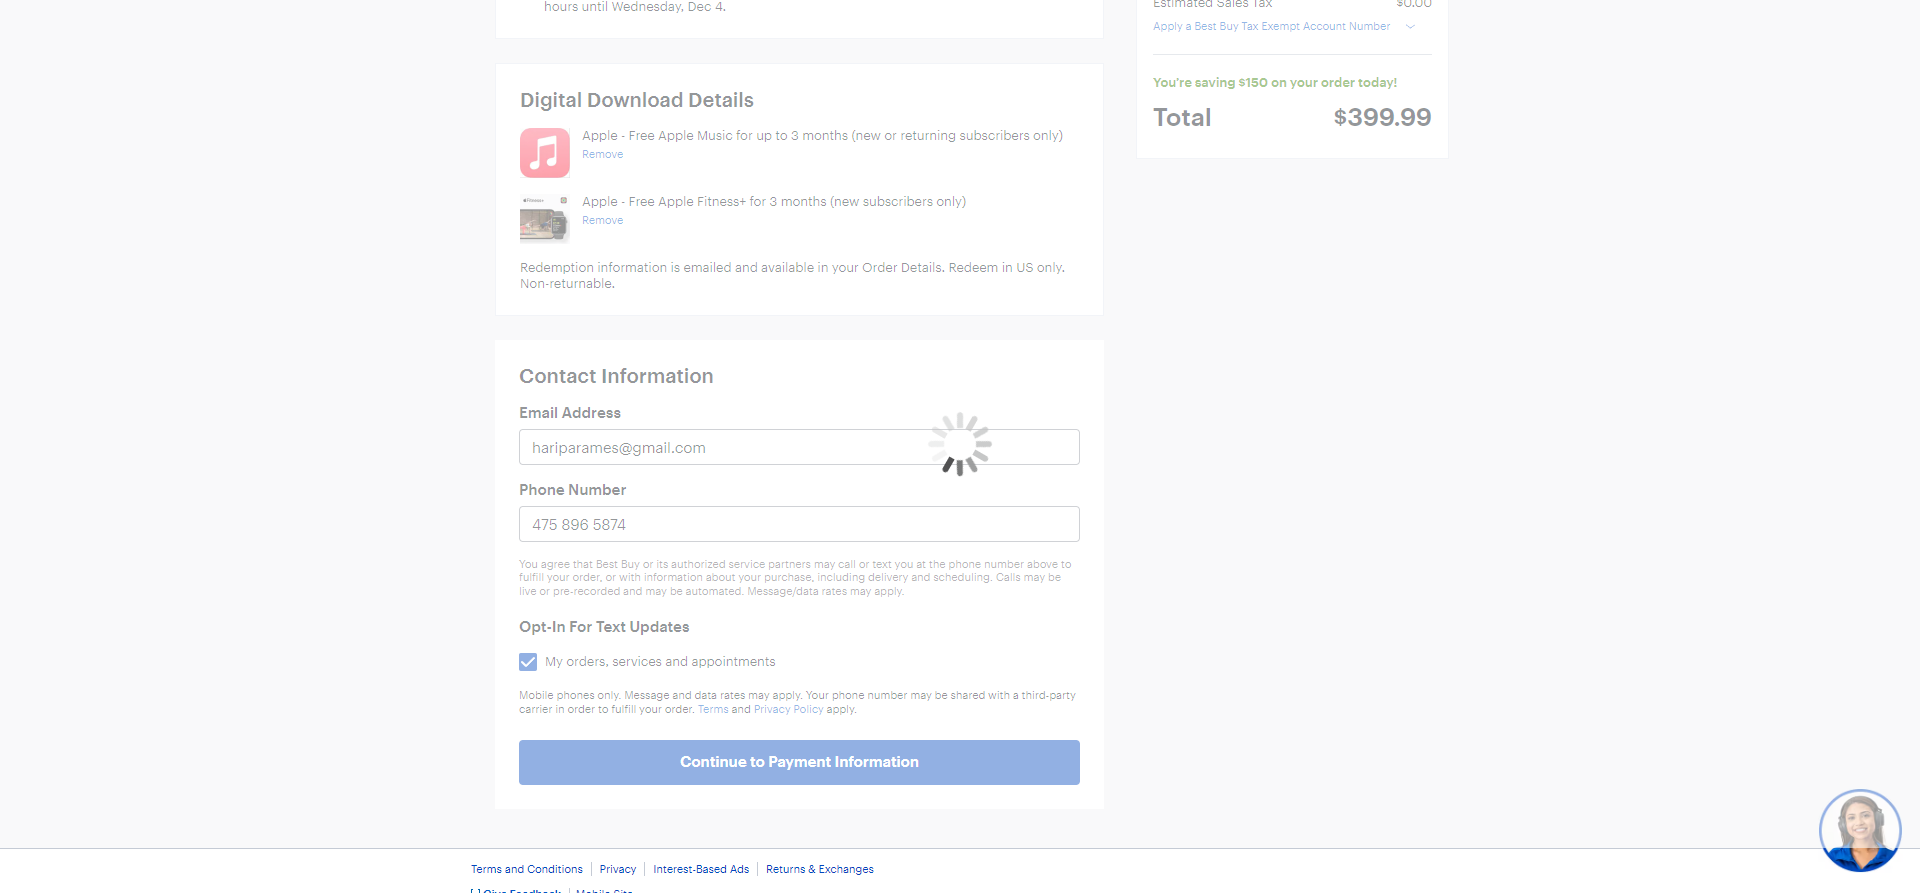 hours until Wednesday, Dec 4.
Digital Download Details
Apple - Free Apple Music for up to 3 months (new or returning subscribers only)
Remove
Apple - Free Apple Fitness+ for 3 months (new subscribers only)
Remove
Redemption information is emailed and available in your Order Details. Redeem in US only.
Non-returnable.
Contact Information
Email Address
hariparames@gmail.com
Phone Number
475 896 5874
You agree that Best Buy or its authorized service partners may call or text you at the phone number above to
fulfill your order, or with information about your purchase, including delivery and scheduling. Calls may be
live or pre-recorded and may be automated. Message/data rates may apply.
Opt-In For Text Updates
My orders, services and appointments
Mobile phones only. Message and data rates may apply. Your phone number may be shared with a third-party
carrier in order to fulfill your order. Terms and Privacy Policy apply.
Continue to Payment Information
Estimated Sales Tax $0.00
Apply a Best Buy Tax Exempt Account Number
You're saving $150 on your order today!
Total $399.99
Terms and Conditions Privacy Interest-Based Ads Returns & Exchanges
Give Feedback Mobile Site